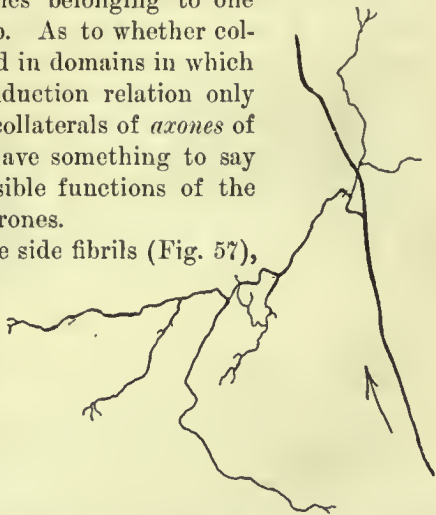 belonging to one
As to whether col-
in domains in which
duction relation only
collaterals of axones of
ave something to say
sible functions of the
rones.
e side fibrils (Fig. 57),